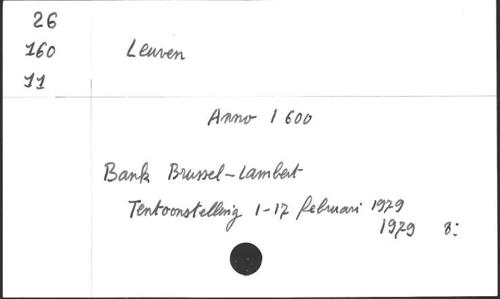 26
160 Leuven
11
Anno 1600
Bank Brussel-Lambert
Tentoonstelling 1-17 februari 1979
1979 8: